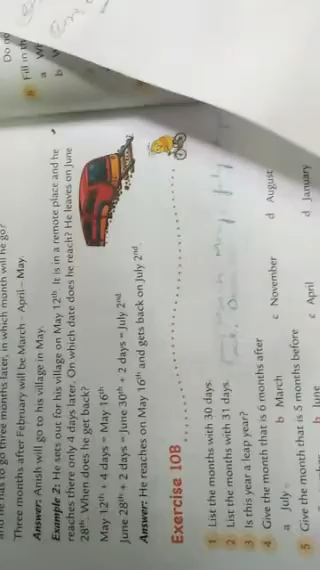 and he has to go three months later, in which month will he go?
Three months after February will be March – April – May.
Answer: Anish will go to his village in May.
Example 2: He sets out for his village on May 12th. It is in a remote place and he
reaches there only 4 days later. On which date does he reach? He leaves on June
28th. When does he get back?
May 12th + 4 days = May 16th
June 28th + 2 days = June 30th + 2 days = July 2nd
Answer: He reaches on May 16th and gets back on July 2nd.
Exercise 10B
1 List the months with 30 days.
2 List the months with 31 days.
3 Is this year a leap year?
4 Give the month that is 6 months after
a July b March c November d August
5 Give the month that is 5 months before
b June c April d January
Do no
8 Fill in th
a
b